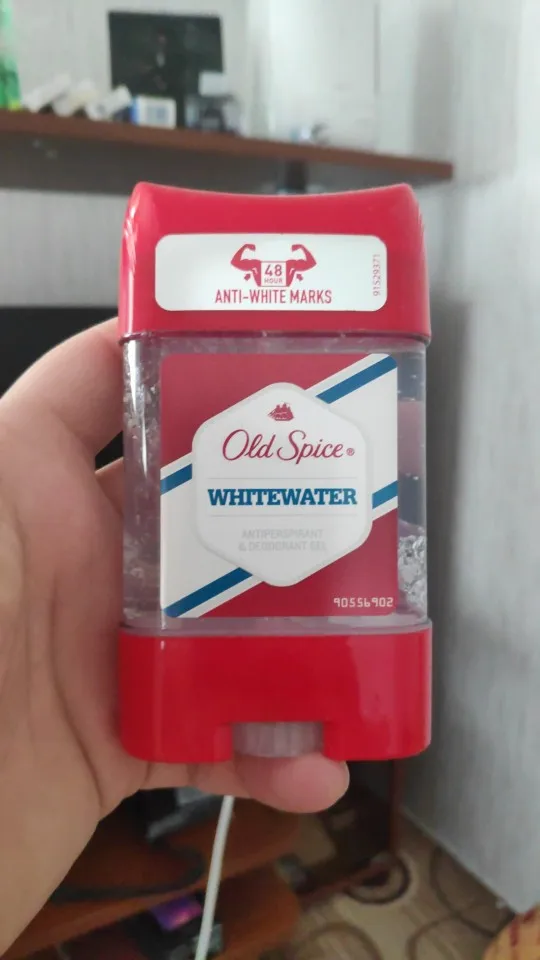 48
HOUR
ANTI-WHITE MARKS
91529371
Old Spice®
WHITEWATER
ANTIPERSPIRANT
& DEODORANT GEL
90556902